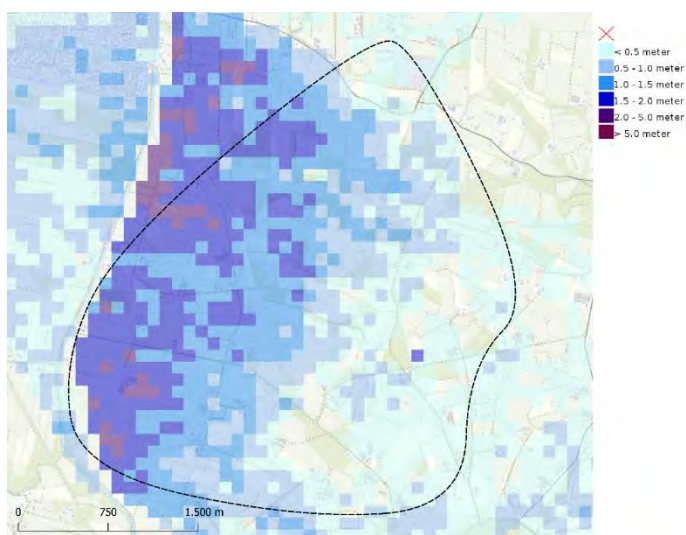 < 0.5 meter
0.5 - 1.0 meter
1.0 - 1.5 meter
1.5 - 2.0 meter
2.0 - 5.0 meter
> 5.0 meter
0 750 1.500 m